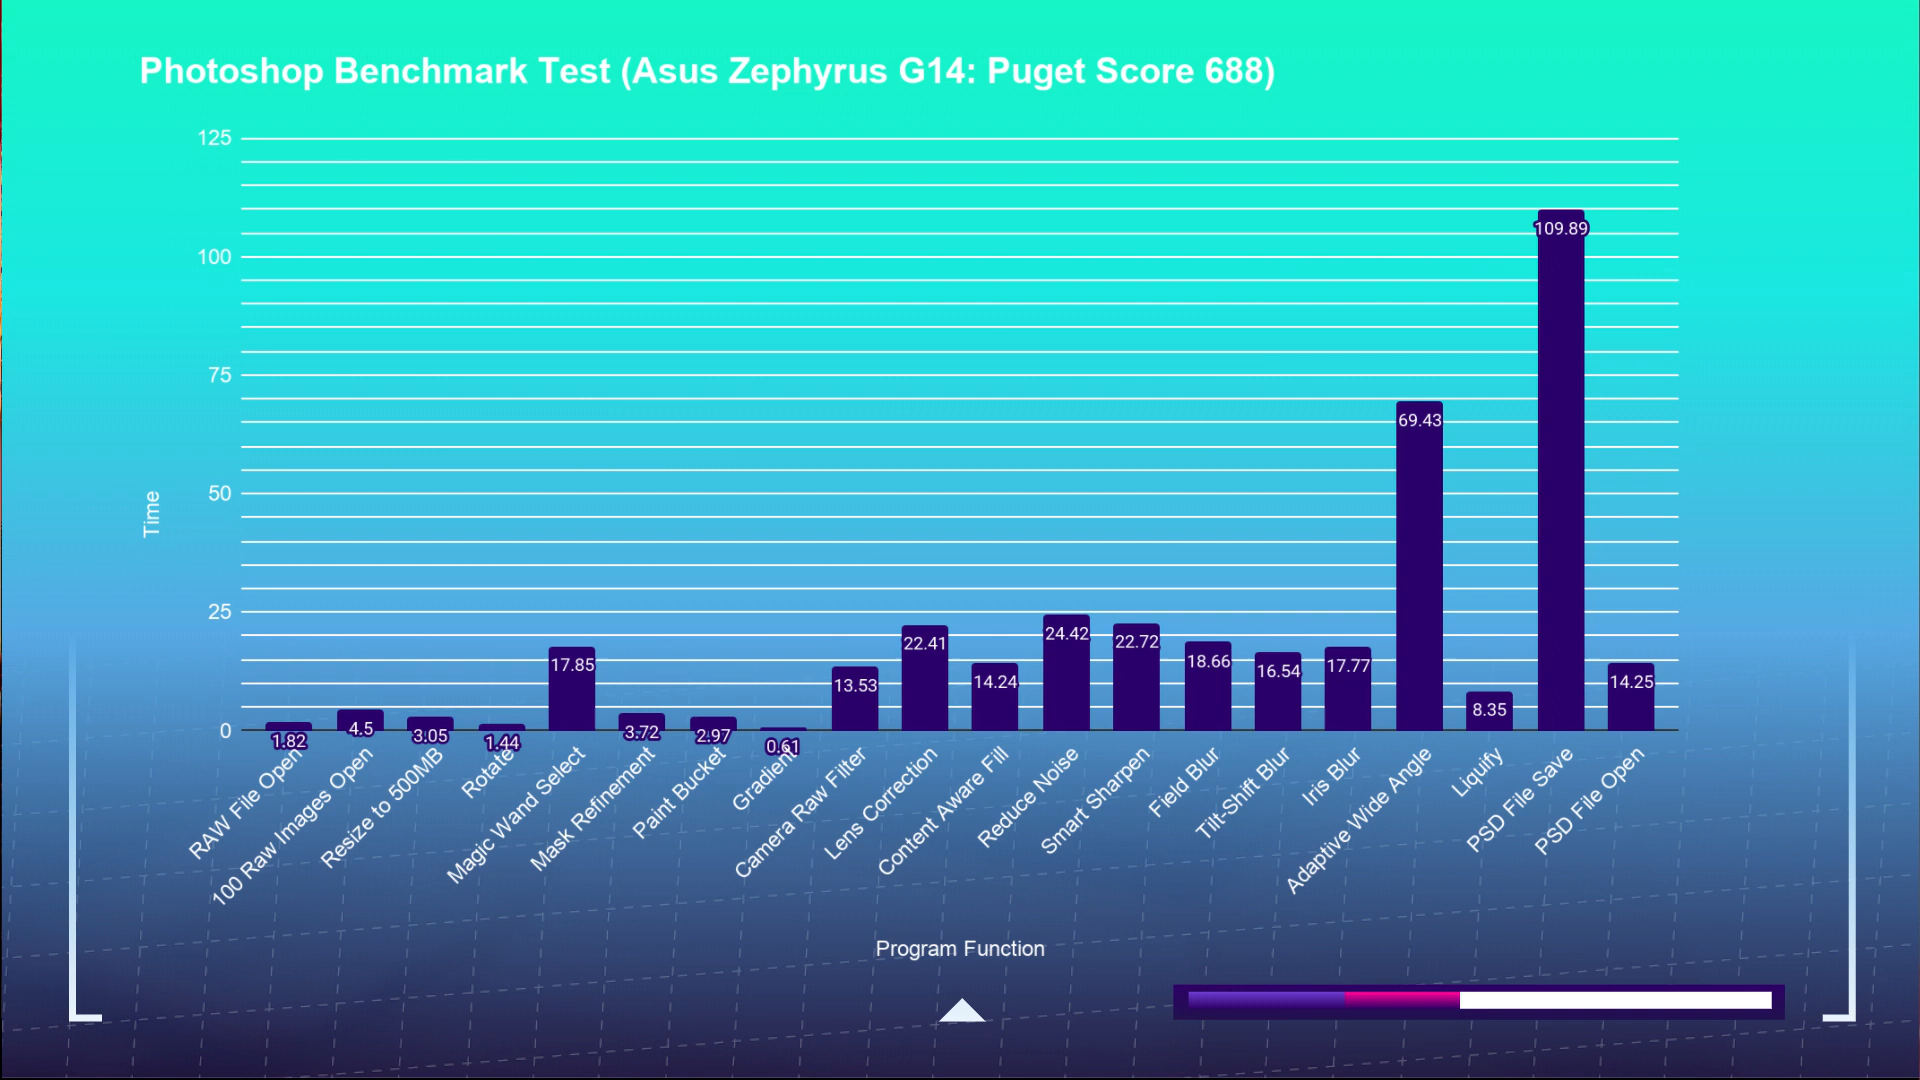 Photoshop Benchmark Test (Asus Zephyrus G14: Puget Score 688)
125
100
75
50
25
0
Time
1.82
4.5
3.05
1.44
17.85
3.72
2.97
0.61
13.53
22.41
14.24
24.42
22.72
18.66
16.54
17.77
69.43
8.35
109.89
14.25
RAW File Open
100 Raw Images Open
Resize to 500MB
Rotate
Magic Wand Select
Mask Refinement
Paint Bucket
Gradient
Camera Raw Filter
Lens Correction
Content Aware Fill
Reduce Noise
Smart Sharpen
Field Blur
Tilt-Shift Blur
Iris Blur
Adaptive Wide Angle
Liquify
PSD File Save
PSD File Open
Program Function